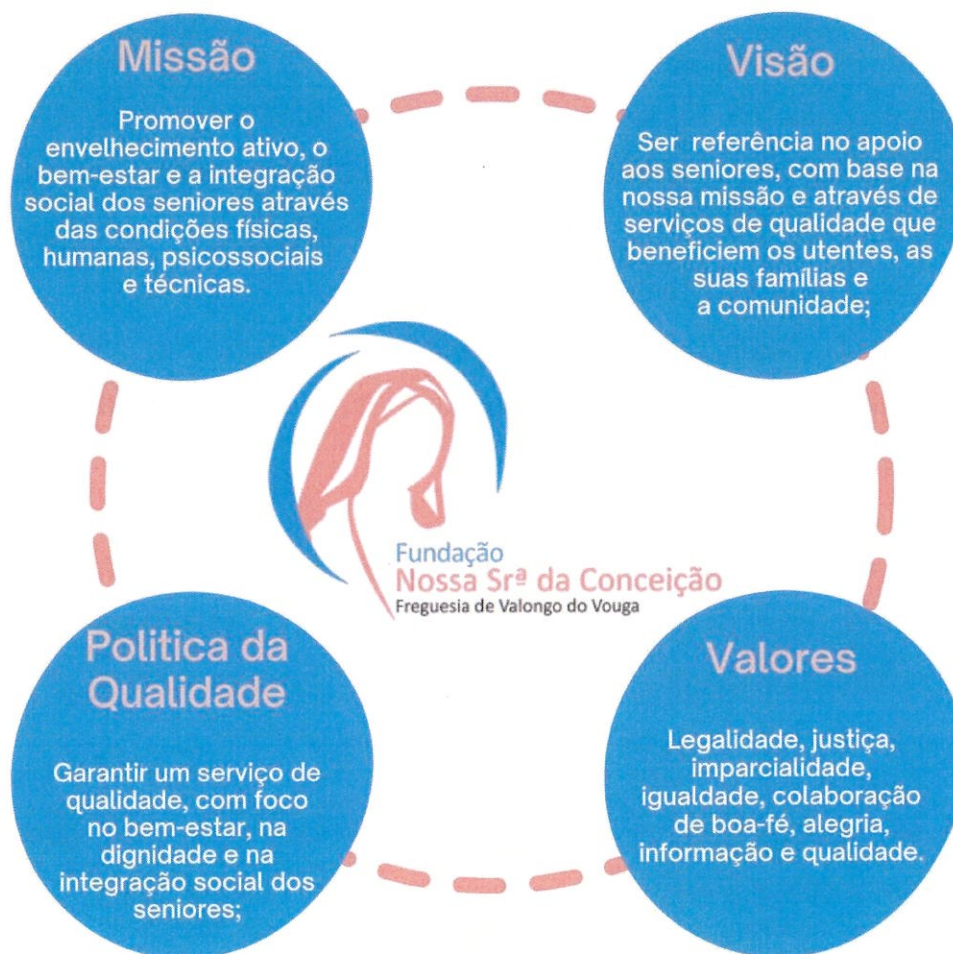 Missão
Promover o
envelhecimento ativo, o
bem-estar e a integração
social dos seniores através
das condições físicas,
humanas, psicossociais
e técnicas.
Visão
Ser referência no apoio
aos seniores, com base na
nossa missão e através de
serviços de qualidade que
beneficiem os utentes, as
suas famílias e
a comunidade;
Fundação
Nossa Srª da Conceição
Freguesia de Valongo do Vouga
Politica da
Qualidade
Garantir um serviço de
qualidade, com foco
no bem-estar, na
dignidade e na
integração social dos
seniores;
Valores
Legalidade, justiça,
imparcialidade,
igualdade, colaboração
de boa-fé, alegria,
informação e qualidade.